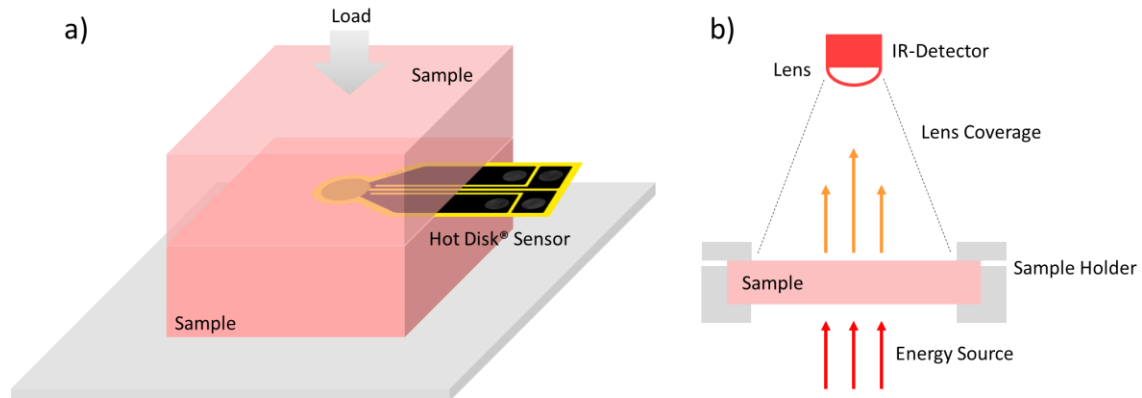 a)
Load
Sample
Hot Disk® Sensor
Sample
b)
IR-Detector
Lens
Lens Coverage
Sample Holder
Sample
Energy Source